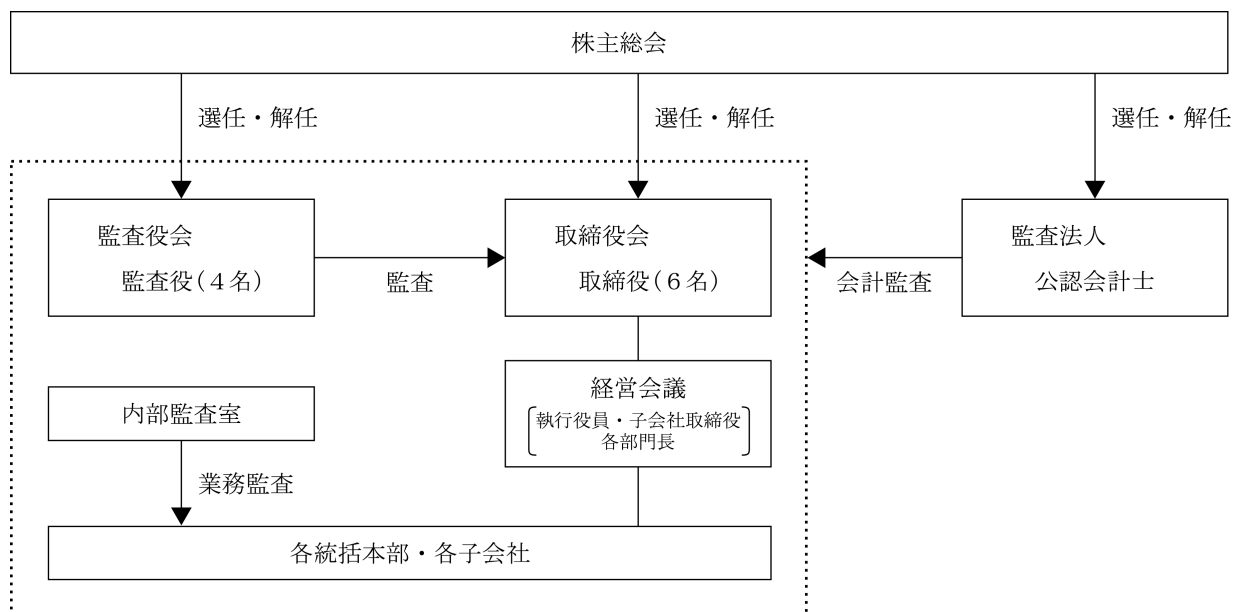 株主総会
選任・解任
選任・解任
選任・解任
監査役会
監査役(4名)
監査
取締役会
取締役(6名)
会計監査
監査法人
公認会計士
経営会議
執行役員・子会社取締役
各部門長
内部監査室
業務監査
各統括本部・各子会社